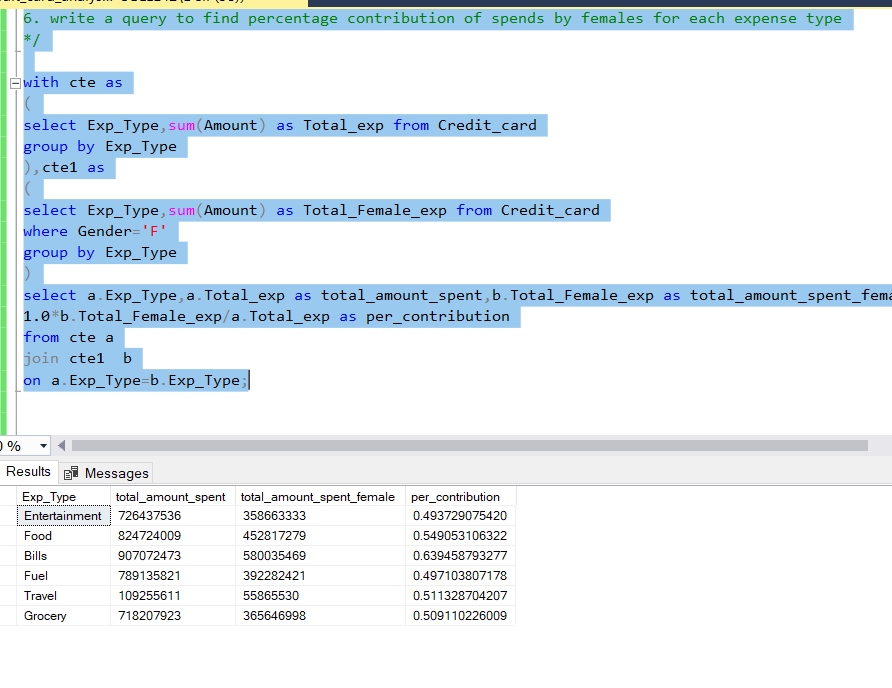 6. write a query to find percentage contribution of spends by females for each expense type
*/
with cte as
(
select Exp_Type,sum(Amount) as Total_exp from Credit_card
group by Exp_Type
),cte1 as
(
select Exp_Type,sum(Amount) as Total_Female_exp from Credit_card
where Gender='F'
group by Exp_Type
)
select a.Exp_Type,a.Total_exp as total_amount_spent,b.Total_Female_exp as total_amount_spent_fema
1.0*b.Total_Female_exp/a.Total_exp as per_contribution
from cte a
join cte1 b
on a.Exp_Type=b.Exp_Type;
%
Results Messages
Exp_Type total_amount_spent total_amount_spent_female per_contribution
Entertainment 726437536 358663333 0.493729075420
Food 824724009 452817279 0.549053106322
Bills 907072473 580035469 0.639458793277
Fuel 789135821 392282421 0.497103807178
Travel 109255611 55865530 0.511328704207
Grocery 718207923 365646998 0.509110226009